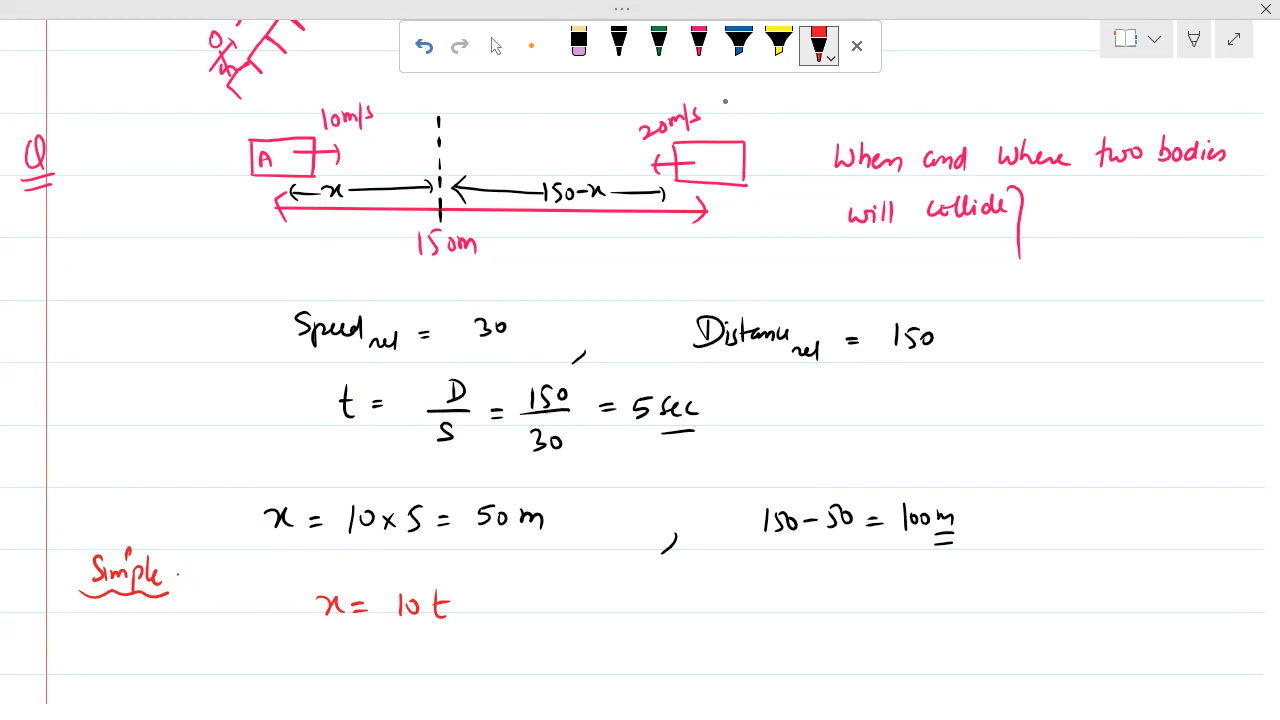 Q
10m/s
20m/s
A
x
150-x
150m
When and where two bodies
will collide
Speed rel = 30 , Distance rel = 150
t = D/S = 150/30 = 5 sec
x = 10 x 5 = 50 m , 150 - 50 = 100 m
Simple
x = 10 t